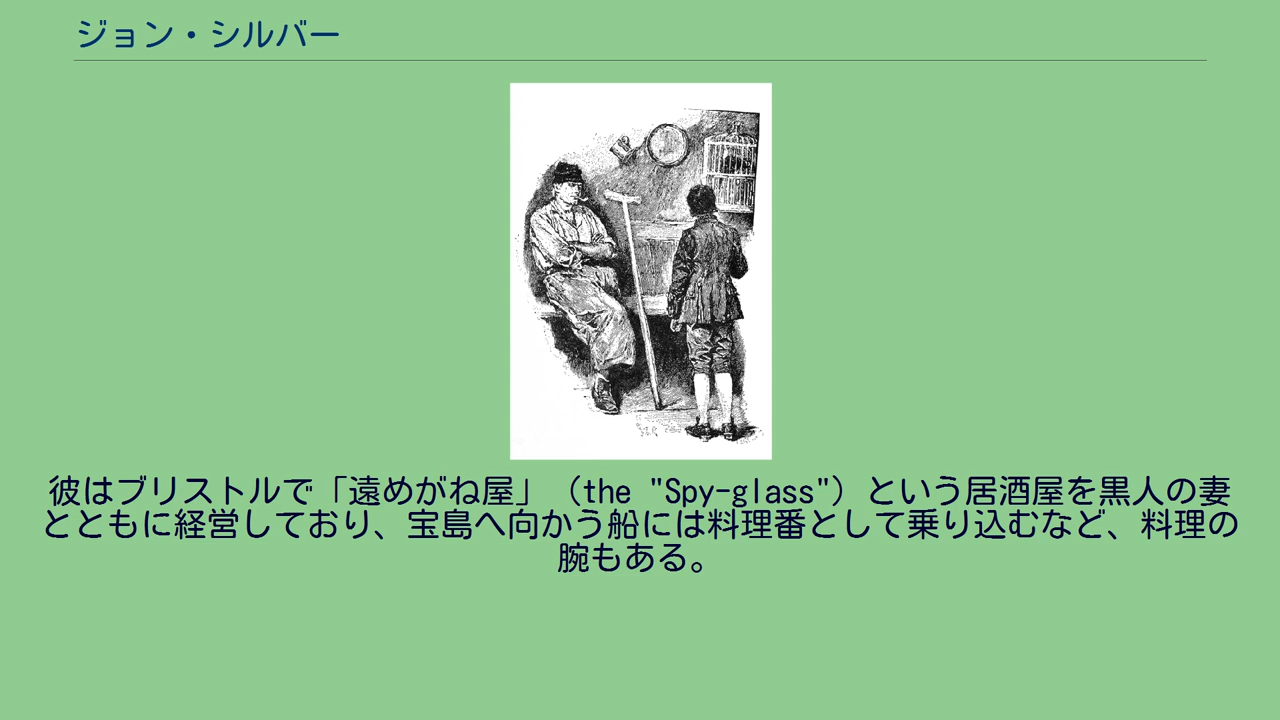 ジョン・シルバー
彼はブリストルで「遠めがね屋」（the "Spy-glass"）という居酒屋を黒人の妻
とともに経営しており、宝島へ向かう船には料理番として乗り込むなど、料理の
腕もある。